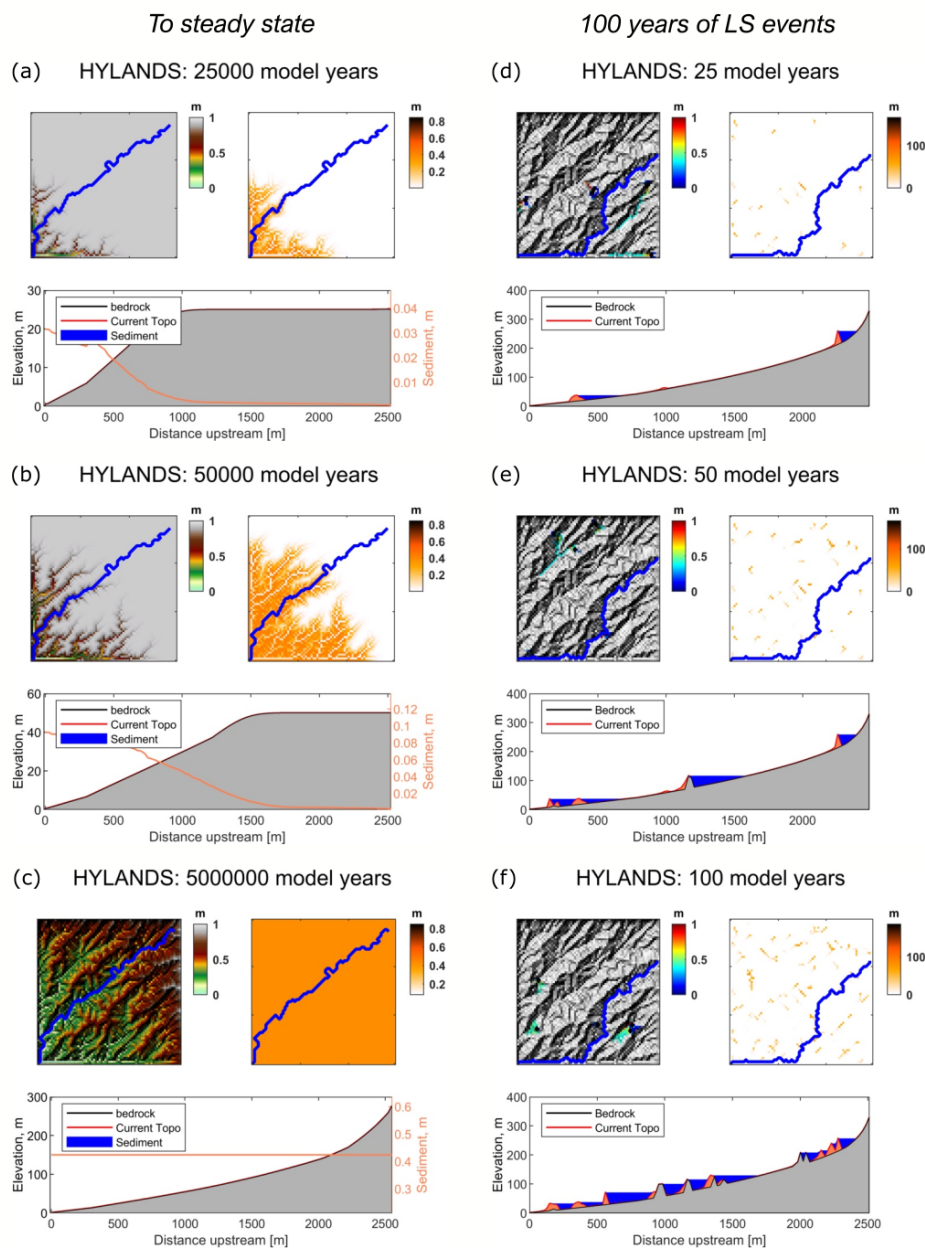 To steady state
100 years of LS events
(a) HYLANDS: 25000 model years
m
1
0.5
0
m
0.8
0.6
0.4
0.2
30
20
10
0
Elevation, m
bedrock
Current Topo
Sediment
0.04
0.03
0.02
0.01
Sediment, m
0 500 1000 1500 2000 2500
Distance upstream [m]
(d) HYLANDS: 25 model years
m
1
0.5
0
m
100
0
400
300
200
100
0
Elevation, m
Bedrock
Current Topo
0 500 1000 1500 2000
Distance upstream [m]
(b) HYLANDS: 50000 model years
m
1
0.5
0
m
0.8
0.6
0.4
0.2
60
40
20
0
Elevation, m
bedrock
Current Topo
Sediment
0.12
0.1
0.08
0.06
0.04
0.02
Sediment, m
0 500 1000 1500 2000 2500
Distance upstream [m]
(e) HYLANDS: 50 model years
m
1
0.5
0
m
100
0
400
300
200
100
0
Elevation, m
Bedrock
Current Topo
0 500 1000 1500 2000
Distance upstream [m]
(c) HYLANDS: 5000000 model years
m
1
0.5
0
m
0.8
0.6
0.4
0.2
300
200
100
0
Elevation, m
bedrock
Current Topo
Sediment
0.6
0.5
0.4
0.3
Sediment, m
0 500 1000 1500 2000 2500
Distance upstream [m]
(f) HYLANDS: 100 model years
m
1
0.5
0
m
100
0
400
300
200
100
0
Elevation, m
Bedrock
Current Topo
0 500 1000 1500 2000 2500
Distance upstream [m]